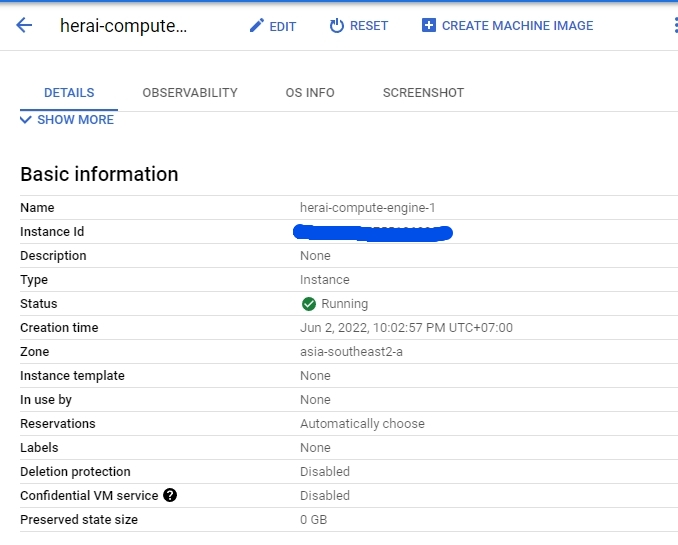 herai-compute... EDIT RESET CREATE MACHINE IMAGE
DETAILS OBSERVABILITY OS INFO SCREENSHOT
SHOW MORE
Basic information
Name herai-compute-engine-1
Instance Id
Description None
Type Instance
Status Running
Creation time Jun 2, 2022, 10:02:57 PM UTC+07:00
Zone asia-southeast2-a
Instance template None
In use by None
Reservations Automatically choose
Labels None
Deletion protection Disabled
Confidential VM service ? Disabled
Preserved state size 0 GB